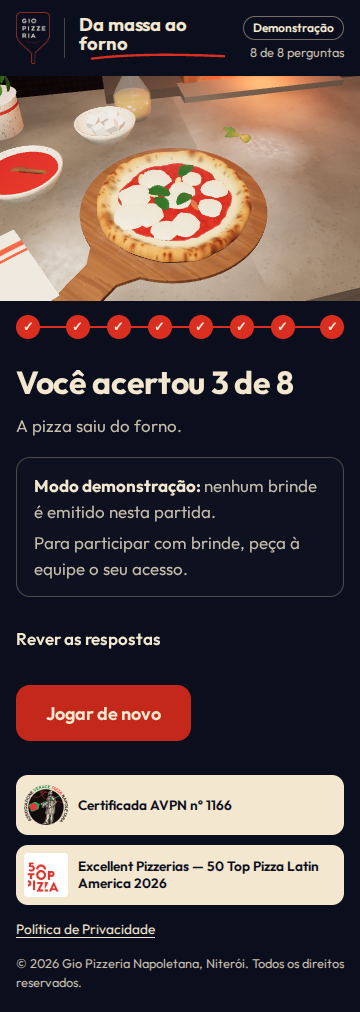 GIO
PIZZE
RIA
Da massa ao
forno
Demonstração
8 de 8 perguntas
✓ ✓ ✓ ✓ ✓ ✓ ✓ ✓
Você acertou 3 de 8
A pizza saiu do forno.
Modo demonstração: nenhum brinde
é emitido nesta partida.
Para participar com brinde, peça à
equipe o seu acesso.
Rever as respostas
Jogar de novo
Certificada AVPN nº 1166
50
TOP
PIZZA
Excellent Pizzerias — 50 Top Pizza Latin
America 2026
Política de Privacidade
© 2026 Gio Pizzeria Napoletana, Niterói. Todos os direitos
reservados.